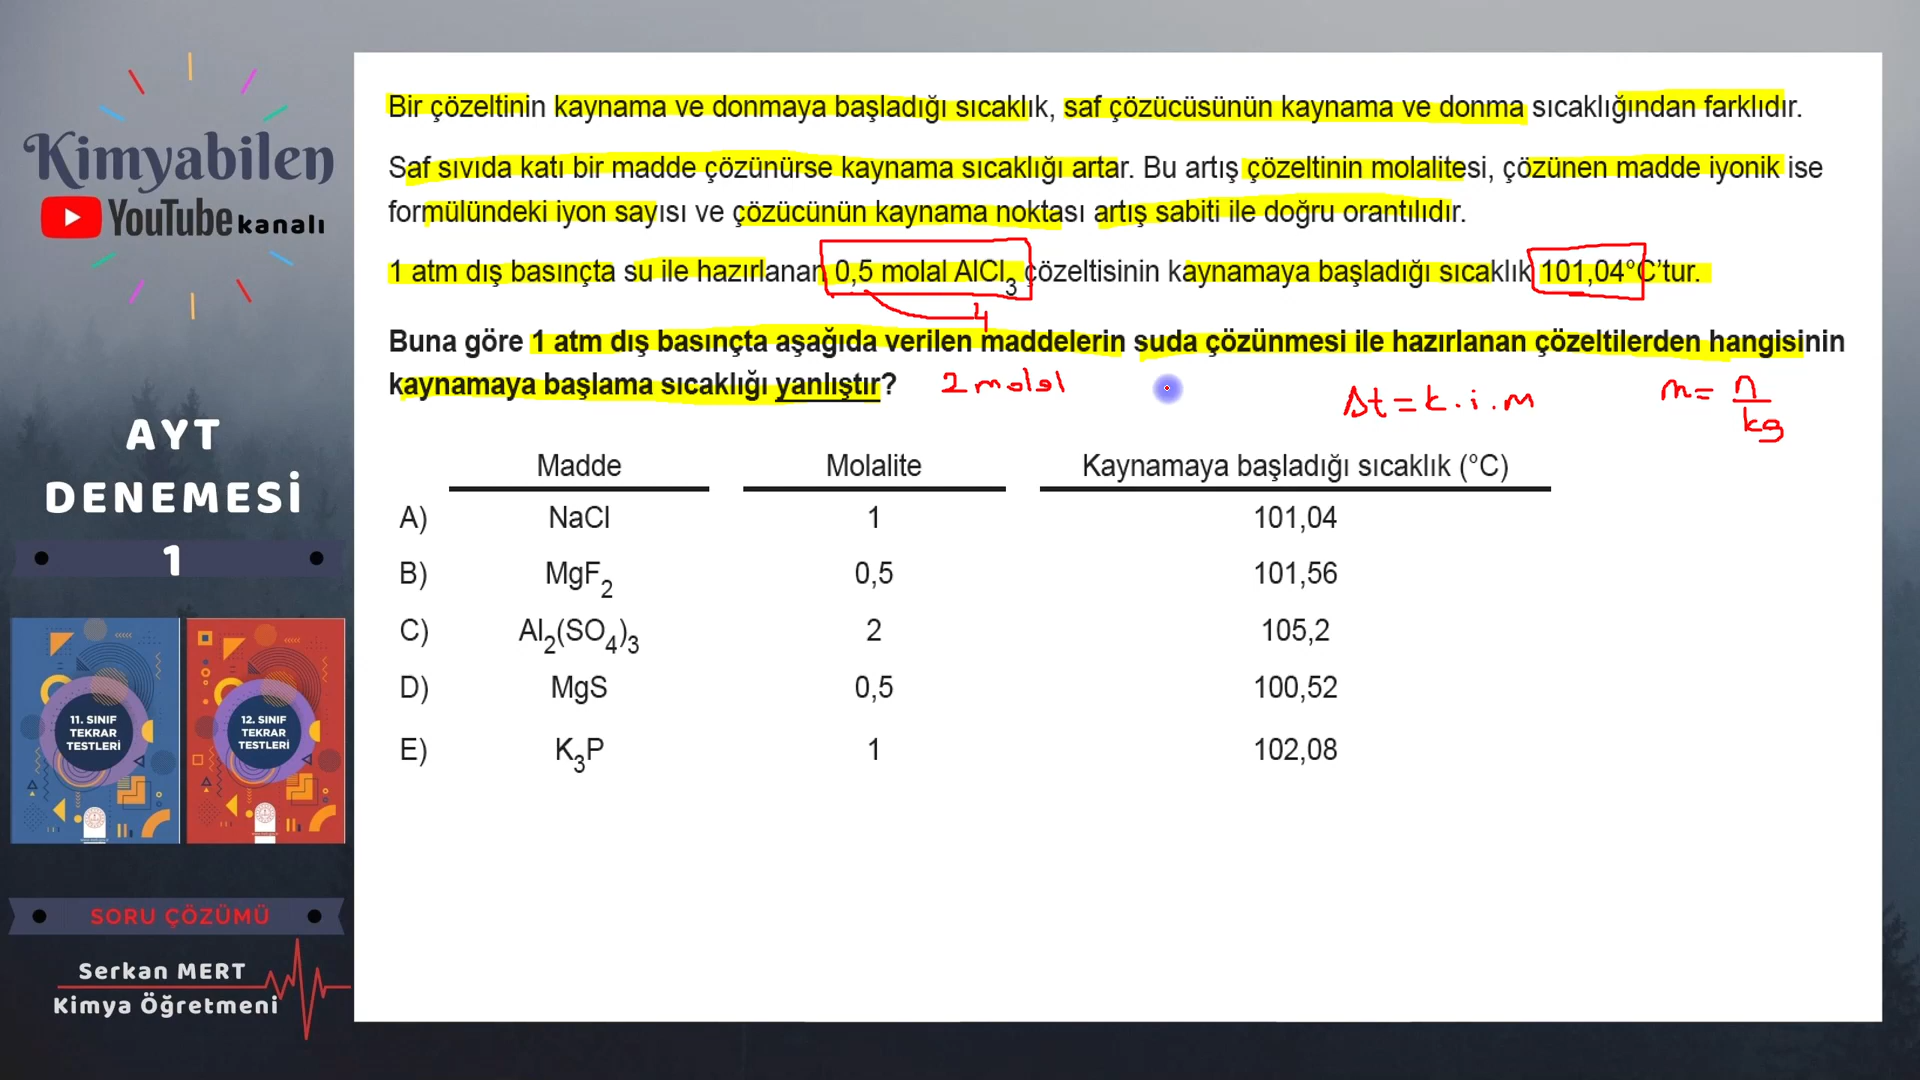 Kimyabilen
YouTube kanalı
AYT
DENEMESİ
1
11. SINIF
TEKRAR
TESTLERİ
12. SINIF
TEKRAR
TESTLERİ
SORU ÇÖZÜMÜ
Serkan MERT
Kimya Öğretmeni
Bir çözeltinin kaynama ve donmaya başladığı sıcaklık, saf çözücüsünün kaynama ve donma sıcaklığından farklıdır.
Saf sıvıda katı bir madde çözünürse kaynama sıcaklığı artar. Bu artış çözeltinin molalitesi, çözünen madde iyonik ise
formülündeki iyon sayısı ve çözücünün kaynama noktası artış sabiti ile doğru orantılıdır.
1 atm dış basınçta su ile hazırlanan 0,5 molal AlCl3 çözeltisinin kaynamaya başladığı sıcaklık 101,04°C'tur.
4
Buna göre 1 atm dış basınçta aşağıda verilen maddelerin suda çözünmesi ile hazırlanan çözeltilerden hangisinin
kaynamaya başlama sıcaklığı yanlıştır? 2 molal Δt = k . i . m m = n/kg
Madde Molalite Kaynamaya başladığı sıcaklık (°C)
A) NaCl 1 101,04
B) MgF2 0,5 101,56
C) Al2(SO4)3 2 105,2
D) MgS 0,5 100,52
E) K3P 1 102,08